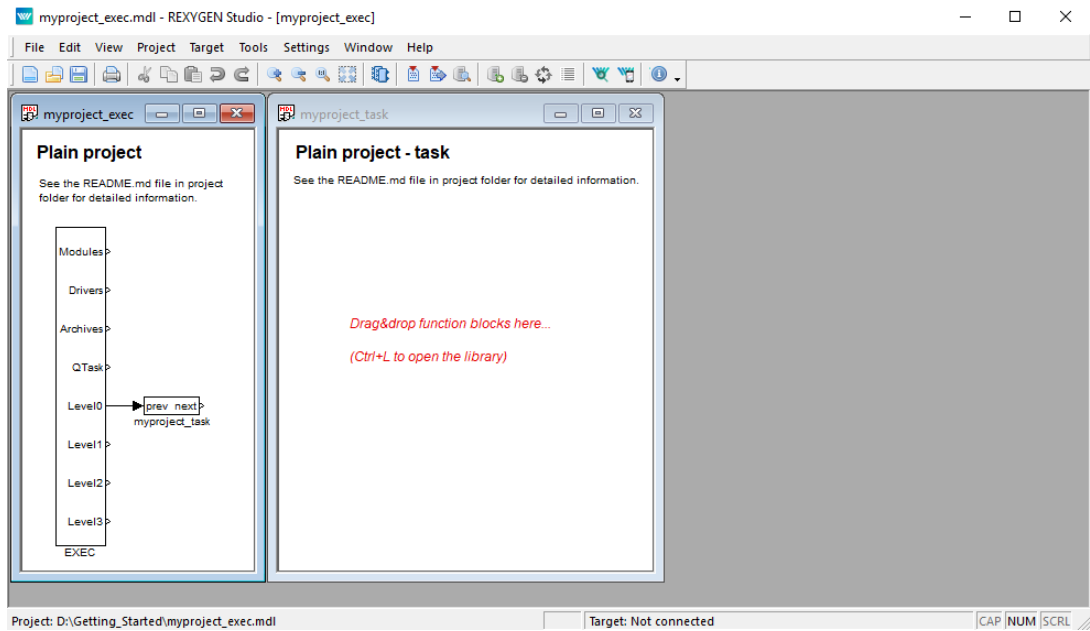 myproject_exec.mdl - REXYGEN Studio - [myproject_exec]
File Edit View Project Target Tools Settings Window Help
myproject_exec
Plain project
See the README.md file in project
folder for detailed information.
Modules
Drivers
Archives
QTask
Level0
prev next
myproject_task
Level1
Level2
Level3
EXEC
myproject_task
Plain project - task
See the README.md file in project folder for detailed information.
Drag&drop function blocks here...
(Ctrl+L to open the library)
Project: D:\Getting_Started\myproject_exec.mdl
Target: Not connected
CAP NUM SCRL